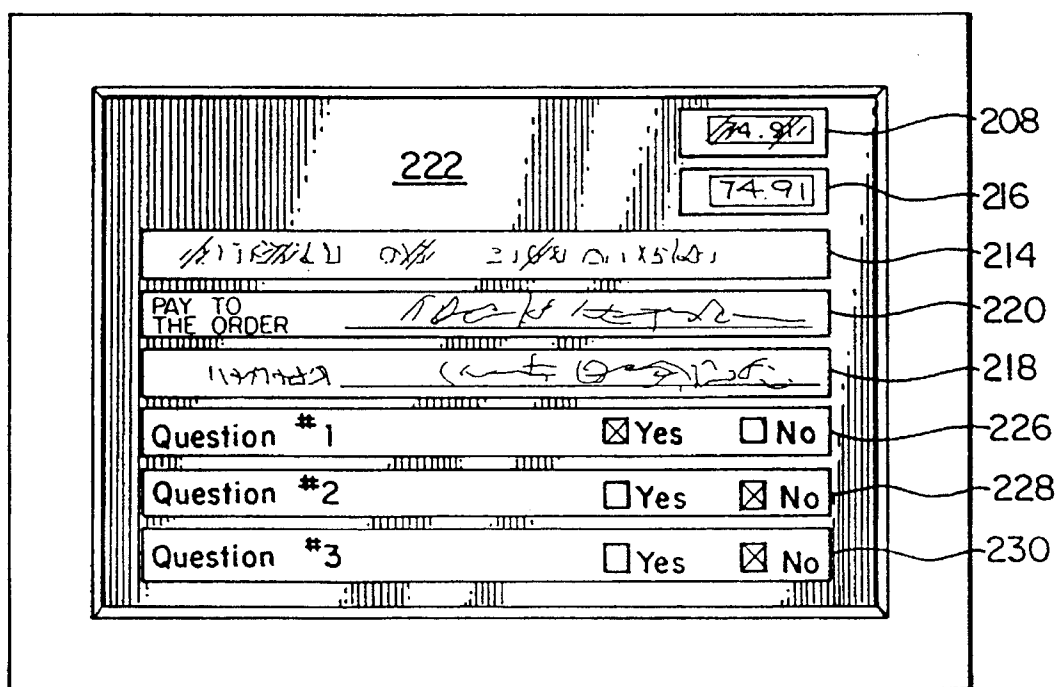 208
222
74.91
216
214
PAY TO
THE ORDER
220
218
Question #1 ☒ Yes ☐ No 226
Question #2 ☐ Yes ☒ No 228
Question #3 ☐ Yes ☒ No 230